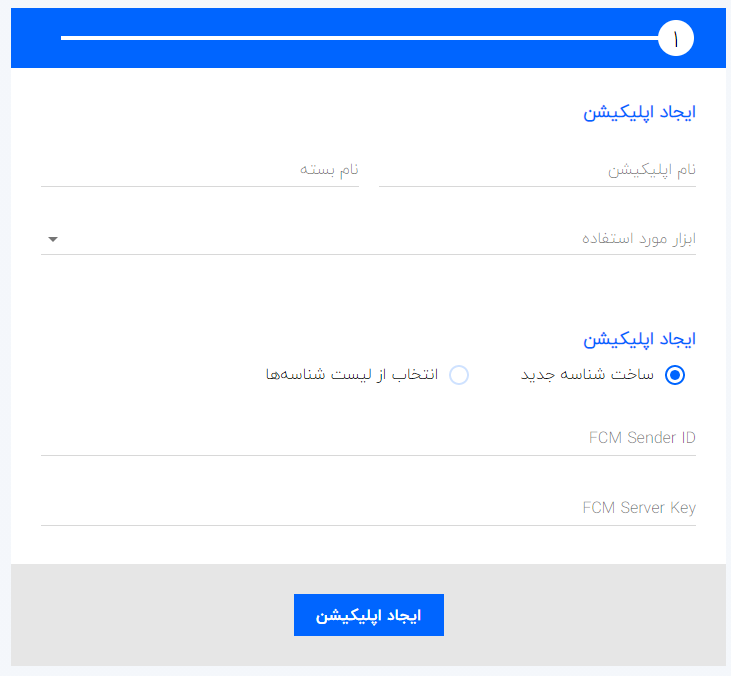 ۱
ایجاد اپلیکیشن
نام اپلیکیشن نام بسته
ابزار مورد استفاده
ایجاد اپلیکیشن
ساخت شناسه جدید انتخاب از لیست شناسه‌ها
FCM Sender ID
FCM Server Key
ایجاد اپلیکیشن